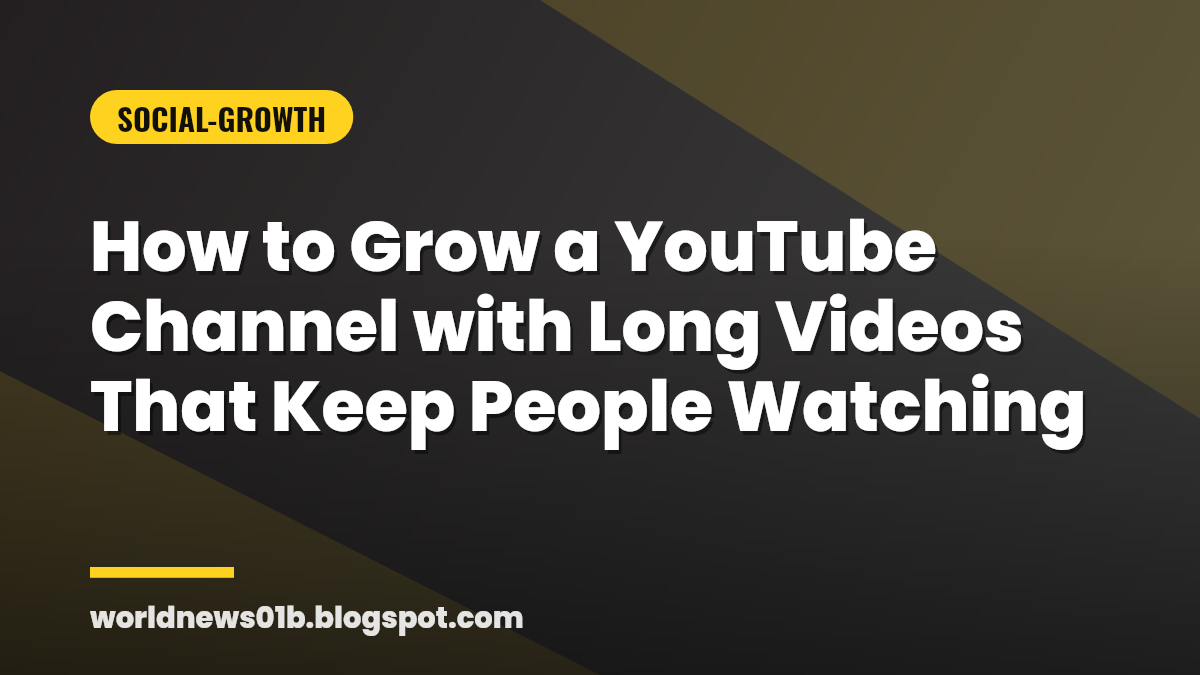 SOCIAL-GROWTH
How to Grow a YouTube
Channel with Long Videos
That Keep People Watching
worldnews01b.blogspot.com